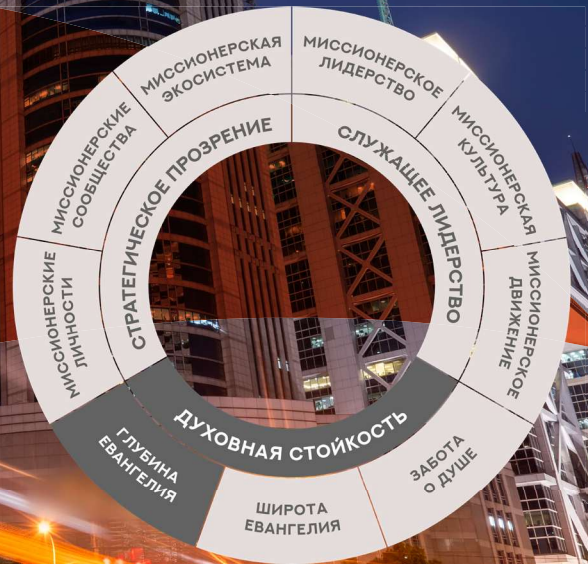 МИССИОНЕРСКАЯ
ЭКОСИСТЕМА
МИССИОНЕРСКОЕ
ЛИДЕРСТВО
МИССИОНЕРСКАЯ
КУЛЬТУРА
МИССИОНЕРСКОЕ
ДВИЖЕНИЕ
ЗАБОТА
О ДУШЕ
ШИРОТА
ЕВАНГЕЛИЯ
ГЛУБИНА
ЕВАНГЕЛИЯ
МИССИОНЕРСКИЕ
ЛИЧНОСТИ
МИССИОНЕРСКИЕ
СООБЩЕСТВА
СТРАТЕГИЧЕСКОЕ ПРОЗРЕНИЕ
СЛУЖАЩЕЕ ЛИДЕРСТВО
ДУХОВНАЯ СТОЙКОСТЬ